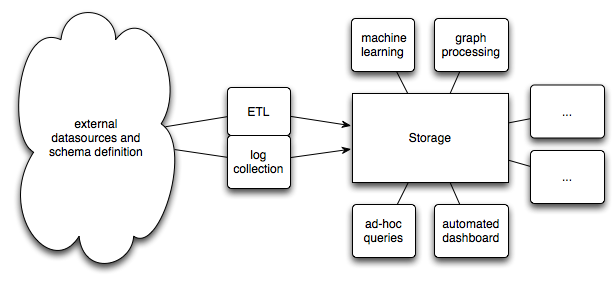 external
datasources and
schema definition
ETL
log
collection
machine
learning
graph
processing
Storage
...
...
ad-hoc
queries
automated
dashboard